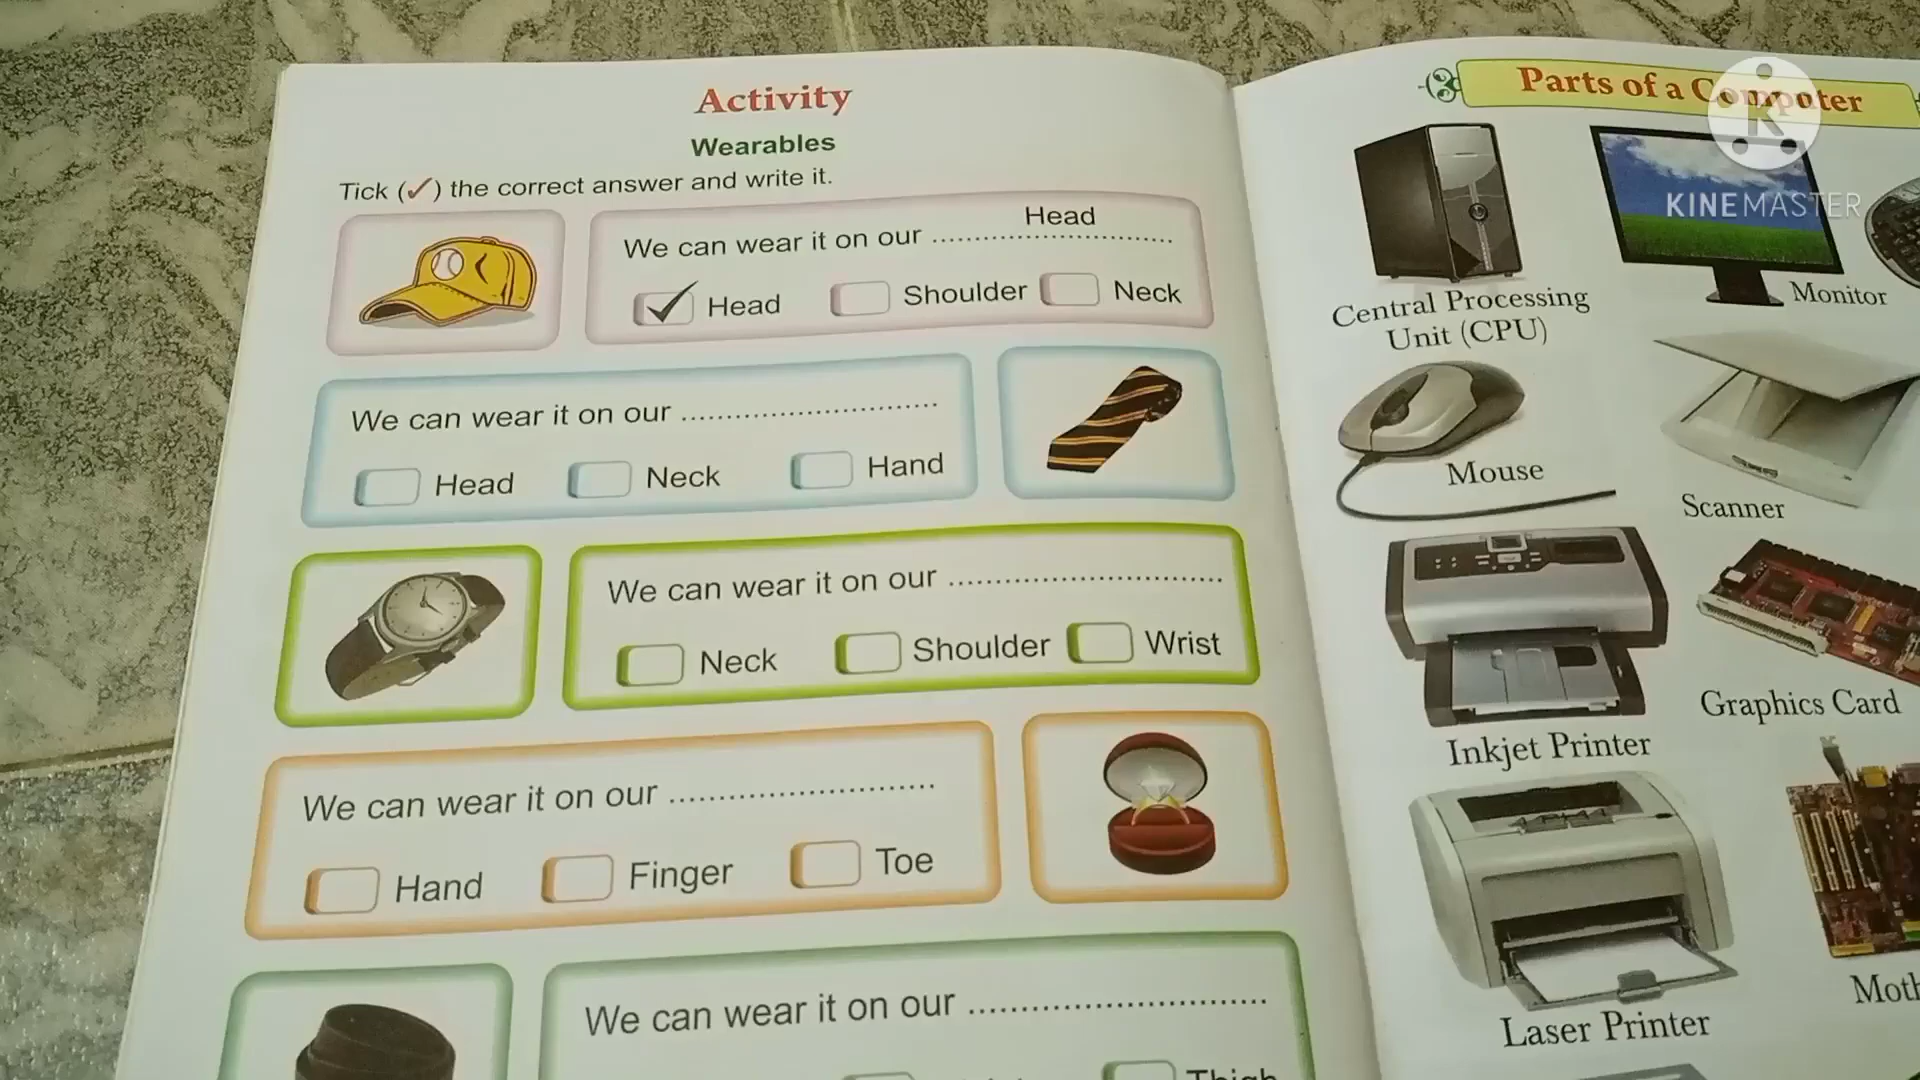 Activity
Wearables
Tick (✓) the correct answer and write it.
We can wear it on our ........................ Head
Head Shoulder Neck
We can wear it on our ........................
Head Neck Hand
We can wear it on our ........................
Neck Shoulder Wrist
We can wear it on our ........................
Hand Finger Toe
We can wear it on our ........................
Thigh
Parts of a Computer
K
KINEMASTER
Central Processing
Unit (CPU)
Monitor
Mouse
Scanner
Inkjet Printer
Graphics Card
Laser Printer